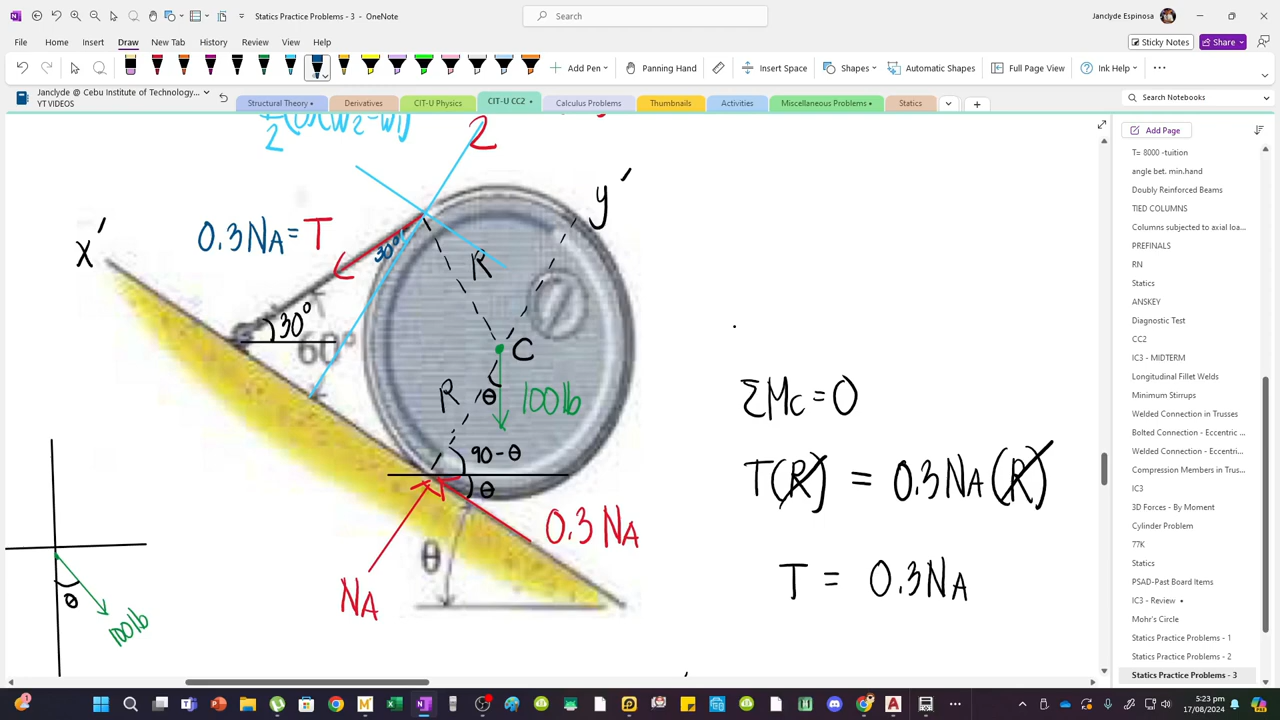 Statics Practice Problems - 3 - OneNote
Search
Janclyde Espinosa
File Home Insert Draw New Tab History Review View Help
Sticky Notes
Share
Add Pen
Panning Hand
Insert Space
Shapes
Automatic Shapes
Full Page View
Ink Help
Janclyde @ Cebu Institute of Technology...
YT VIDEOS
Structural Theory
Derivatives
CIT-U Physics
CIT-U CC2
Calculus Problems
Thumbnails
Activities
Miscellaneous Problems
Statics
Search Notebooks
Add Page
T= 8000 -tuition
angle bet. min.hand
Doubly Reinforced Beams
TIED COLUMNS
Columns subjected to axial loa...
PREFINALS
RN
Statics
ANSKEY
Diagnostic Test
CC2
IC3 - MIDTERM
Longitudinal Fillet Welds
Minimum Stirrups
Welded Connection in Trusses
Bolted Connection - Eccentric ...
Welded Connection - Eccentri...
Compression Members in Trus...
IC3
3D Forces - By Moment
Cylinder Problem
77K
Statics
PSAD-Past Board Items
IC3 - Review
Mohr's Circle
Statics Practice Problems - 1
Statics Practice Problems - 2
Statics Practice Problems - 3
2
x'
y'
0.3NA = T
30°
R
30°
60°
C
R
θ
100lb
90-θ
θ
0.3 NA
θ
NA
θ
100lb
ΣMc = 0
T(R) = 0.3NA(R)
T = 0.3NA
5:23 pm
17/08/2024